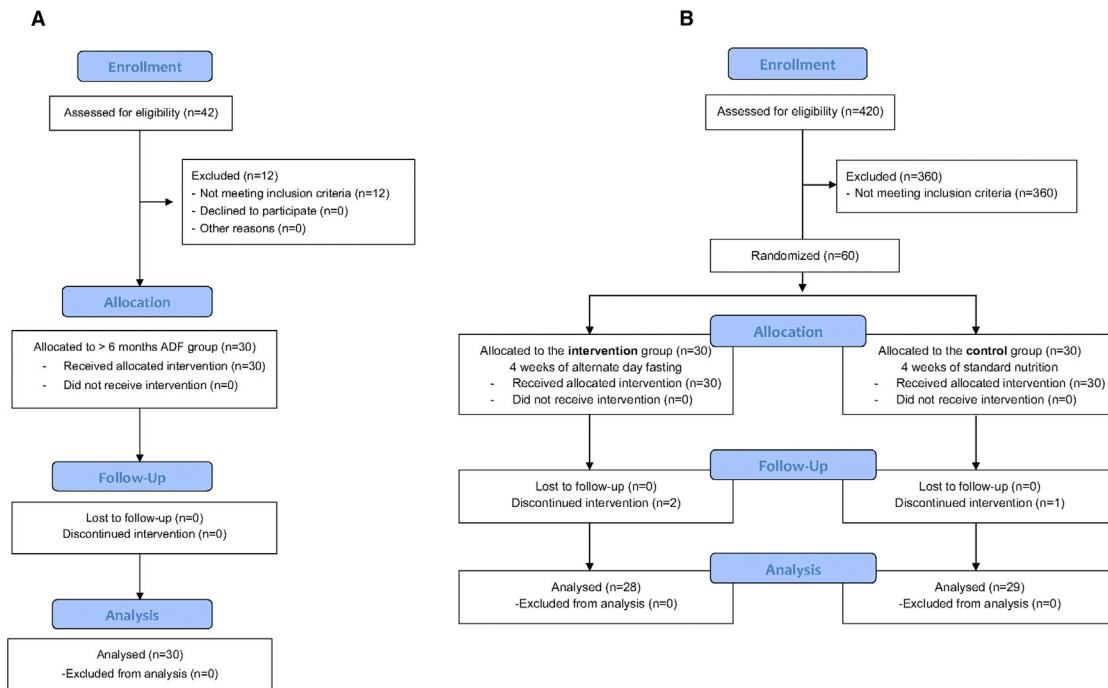 A
Enrollment
Assessed for eligibility (n=42)
Excluded (n=12)
- Not meeting inclusion criteria (n=12)
- Declined to participate (n=0)
- Other reasons (n=0)
Allocation
Allocated to > 6 months ADF group (n=30)
- Received allocated intervention (n=30)
- Did not receive intervention (n=0)
Follow-Up
Lost to follow-up (n=0)
Discontinued intervention (n=0)
Analysis
Analysed (n=30)
-Excluded from analysis (n=0)
B
Enrollment
Assessed for eligibility (n=420)
Excluded (n=360)
- Not meeting inclusion criteria (n=360)
Randomized (n=60)
Allocation
Allocated to the intervention group (n=30)
4 weeks of alternate day fasting
- Received allocated intervention (n=30)
- Did not receive intervention (n=0)
Allocated to the control group (n=30)
4 weeks of standard nutrition
- Received allocated intervention (n=30)
- Did not receive intervention (n=0)
Follow-Up
Lost to follow-up (n=0)
Discontinued intervention (n=2)
Lost to follow-up (n=0)
Discontinued intervention (n=1)
Analysis
Analysed (n=28)
-Excluded from analysis (n=0)
Analysed (n=29)
-Excluded from analysis (n=0)